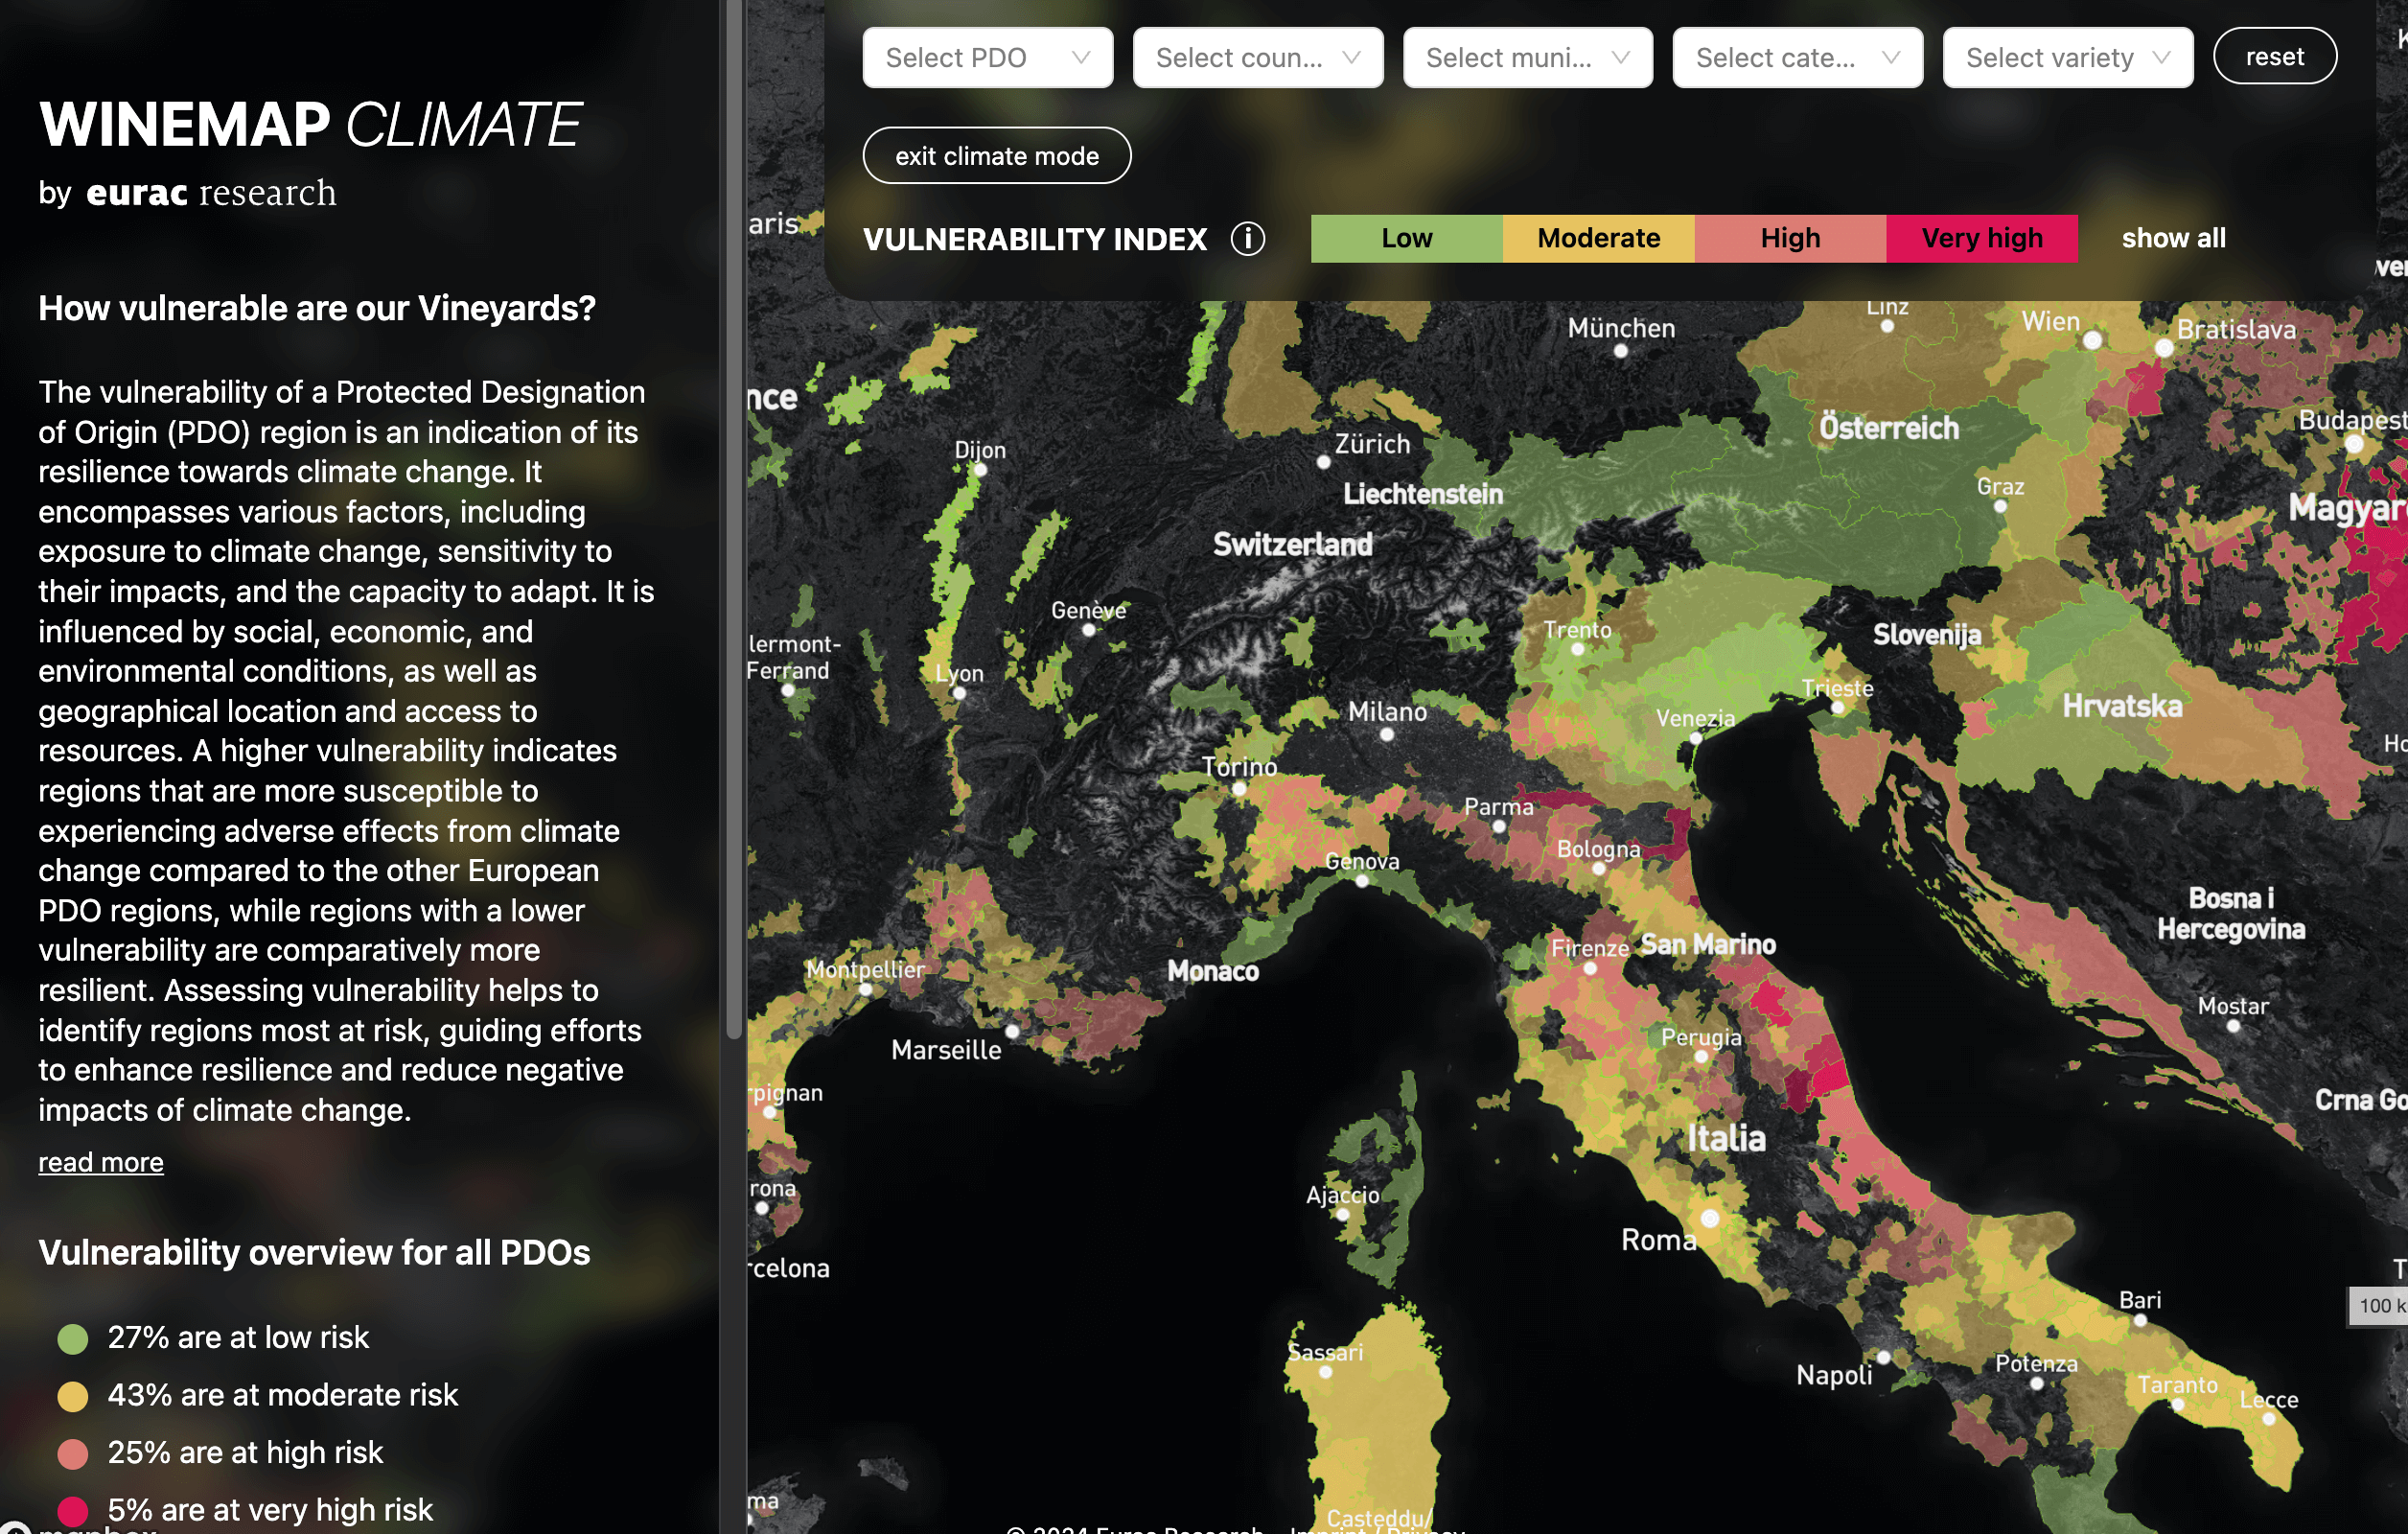 WINEMAP CLIMATE
by eurac research
How vulnerable are our Vineyards?
The vulnerability of a Protected Designation
of Origin (PDO) region is an indication of its
resilience towards climate change. It
encompasses various factors, including
exposure to climate change, sensitivity to
their impacts, and the capacity to adapt. It is
influenced by social, economic, and
environmental conditions, as well as
geographical location and access to
resources. A higher vulnerability indicates
regions that are more susceptible to
experiencing adverse effects from climate
change compared to the other European
PDO regions, while regions with a lower
vulnerability are comparatively more
resilient. Assessing vulnerability helps to
identify regions most at risk, guiding efforts
to enhance resilience and reduce negative
impacts of climate change.
read more
Vulnerability overview for all PDOs
27% are at low risk
43% are at moderate risk
25% are at high risk
5% are at very high risk
mapbox
Select PDO
Select coun...
Select muni...
Select cate...
Select variety
reset
exit climate mode
VULNERABILITY INDEX
Low
Moderate
High
Very high
show all
aris
ver
nce
München
Linz
Wien
Bratislava
Budapest
Dijon
Zürich
Österreich
Liechtenstein
Graz
Magyar
Switzerland
Genève
Trento
Slovenija
lermont-
Ferrand
Lyon
Milano
Venezia
Trieste
Hrvatska
Torino
Parma
Bologna
Genova
Bosna i
Hercegovina
Montpellier
Monaco
Firenze
San Marino
Mostar
Marseille
Perugia
rpignan
Italia
Crna Go
rona
Ajaccio
Roma
rcelona
100 k
Bari
Sassari
Napoli
Potenza
Taranto
Lecce
ma
Casteddu/
© 2024 Eurac Research - Imprint / Privacy